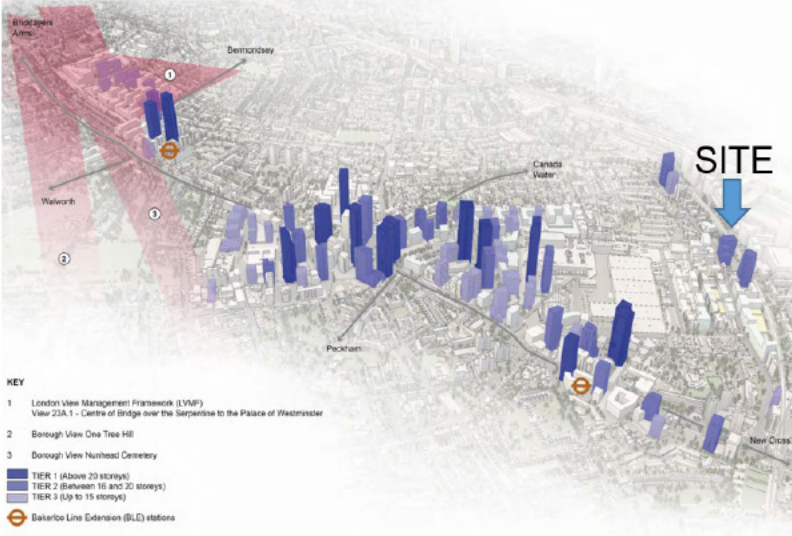 Bricklayers
Arms
1
Bermondsey
SITE
Canada
Water
Walworth
3
2
Peckham
New Cross
KEY
1 London View Management Framework (LVMF)
View 23A.1 - Centre of Bridge over the Serpentine to the Palace of Westminster
2 Borough View One Tree Hill
3 Borough View Nunhead Cemetery
TIER 1 (Above 20 storeys)
TIER 2 (Between 16 and 20 storeys)
TIER 3 (Up to 15 storeys)
Bakerloo Line Extension (BLE) stations